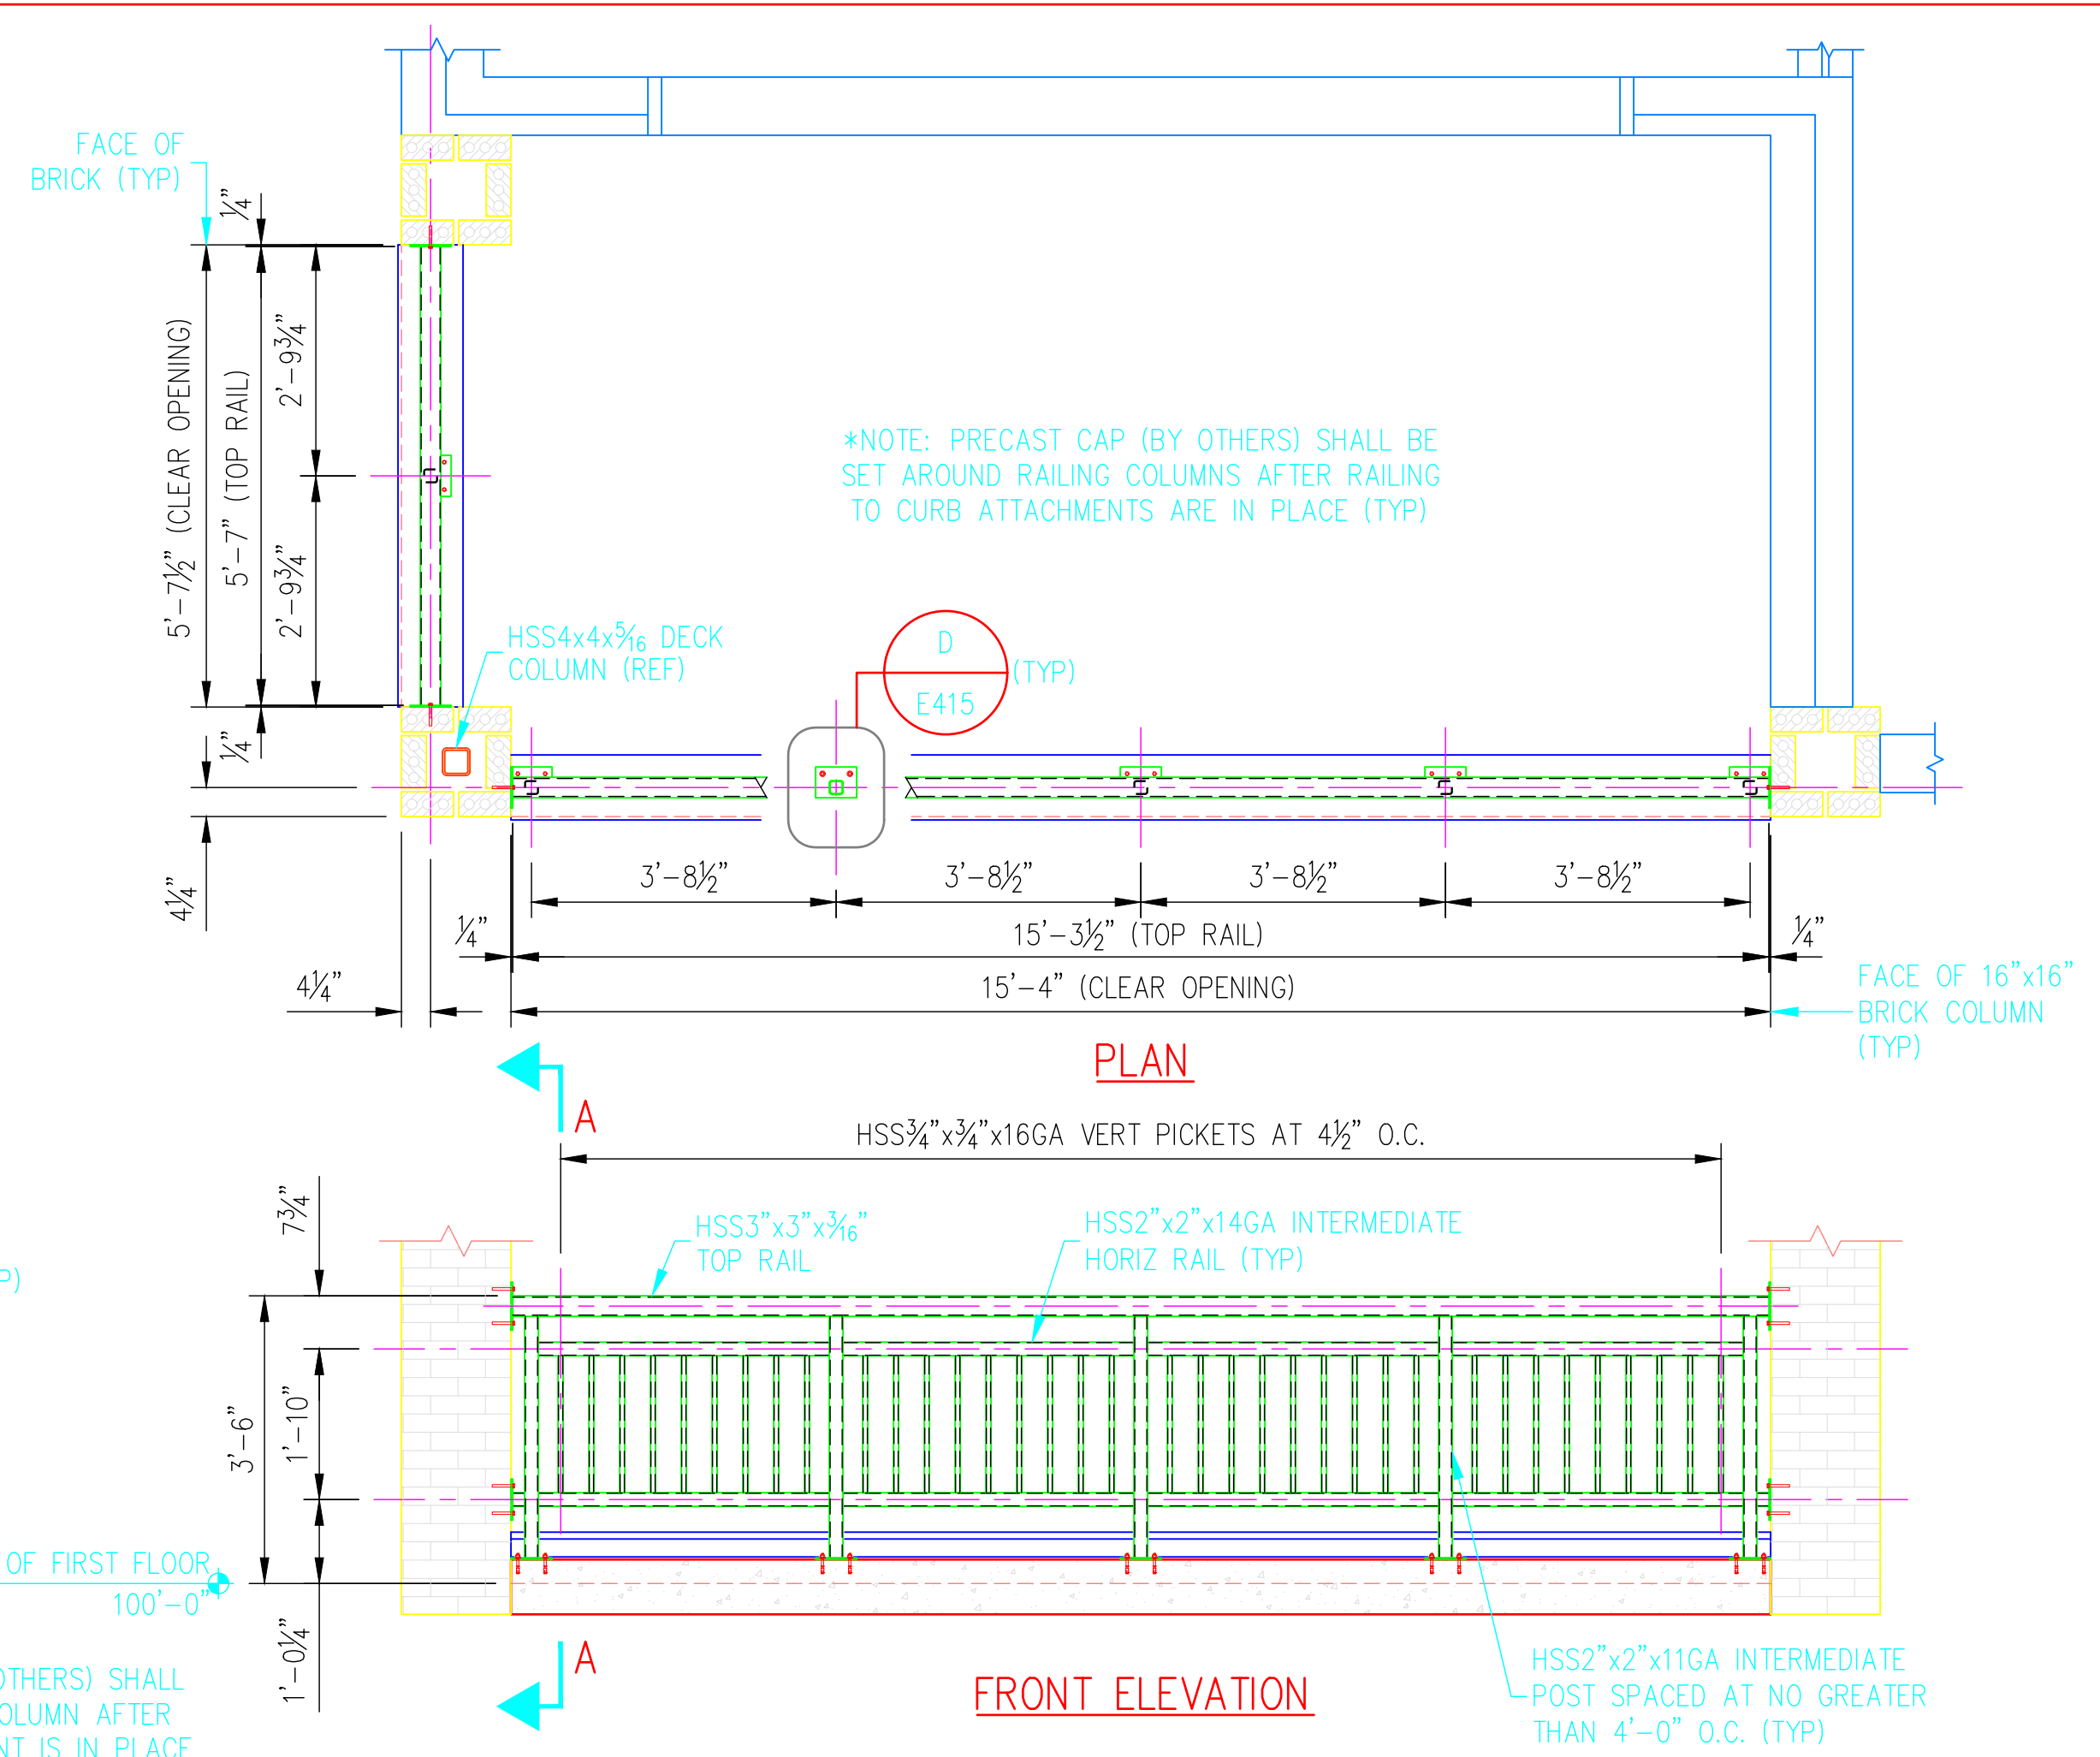 FACE OF
BRICK (TYP)
¼"
5'-7½" (CLEAR OPENING)
5'-7" (TOP RAIL)
2'-9¾"
2'-9¾"
¼"
4¼"
*NOTE: PRECAST CAP (BY OTHERS) SHALL BE
SET AROUND RAILING COLUMNS AFTER RAILING
TO CURB ATTACHMENTS ARE IN PLACE (TYP)
HSS4x4x5⁄16 DECK
COLUMN (REF)
D
E415
(TYP)
3'-8½"
3'-8½"
3'-8½"
3'-8½"
¼"
15'-3½" (TOP RAIL)
¼"
4¼"
15'-4" (CLEAR OPENING)
FACE OF 16"x16"
BRICK COLUMN
(TYP)
PLAN
A
HSS¾"x¾"x16GA VERT PICKETS AT 4½" O.C.
7¾"
HSS3"x3"x3⁄16"
TOP RAIL
HSS2"x2"x14GA INTERMEDIATE
HORIZ RAIL (TYP)
3'-6"
1'-10"
1'-0¼"
OF FIRST FLOOR
100'-0"
OTHERS) SHALL
AFTER
IS IN PLACE
A
FRONT ELEVATION
HSS2"x2"x11GA INTERMEDIATE
POST SPACED AT NO GREATER
THAN 4'-0" O.C. (TYP)